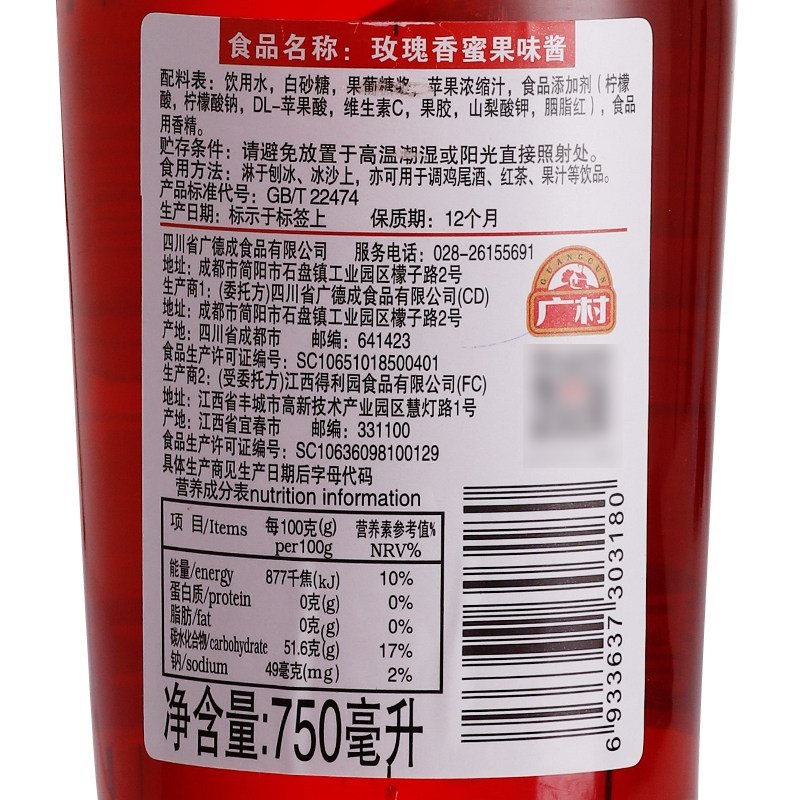 食品名称：玫瑰香蜜果味酱
配料表：饮用水，白砂糖，果葡糖浆，苹果浓缩汁，食品添加剂（柠檬
酸，柠檬酸钠，DL-苹果酸，维生素C，果胶，山梨酸钾，胭脂红），食品
用香精。
贮存条件：请避免放置于高温潮湿或阳光直接照射处。
食用方法：淋于刨冰、冰沙上，亦可用于调鸡尾酒、红茶、果汁等饮品。
产品标准代号：GB/T 22474
生产日期：标示于标签上 保质期：12个月
四川省广德成食品有限公司 服务电话：028-26155691
地址：成都市简阳市石盘镇工业园区檬子路2号
生产商1：(委托方)四川省广德成食品有限公司(CD)
地址：成都市简阳市石盘镇工业园区檬子路2号
产地：四川省成都市 邮编：641423
食品生产许可证编号：SC10651018500401
生产商2：(受委托方)江西得利园食品有限公司(FC)
地址：江西省丰城市高新技术产业园区慧灯路1号
产地：江西省宜春市 邮编：331100
食品生产许可证编号：SC10636098100129
具体生产商见生产日期后字母代码
GUANGCUN
广村
营养成分表nutrition information
项 目/Items 每100克(g) per100g 营养素参考值% NRV%
能量/energy 877千焦(kJ) 10%
蛋白质/protein 0克(g) 0%
脂肪/fat 0克(g) 0%
碳水化合物/carbohydrate 51.6克(g) 17%
钠/sodium 49毫克(mg) 2%
净含量:750毫升
6 933637 303180